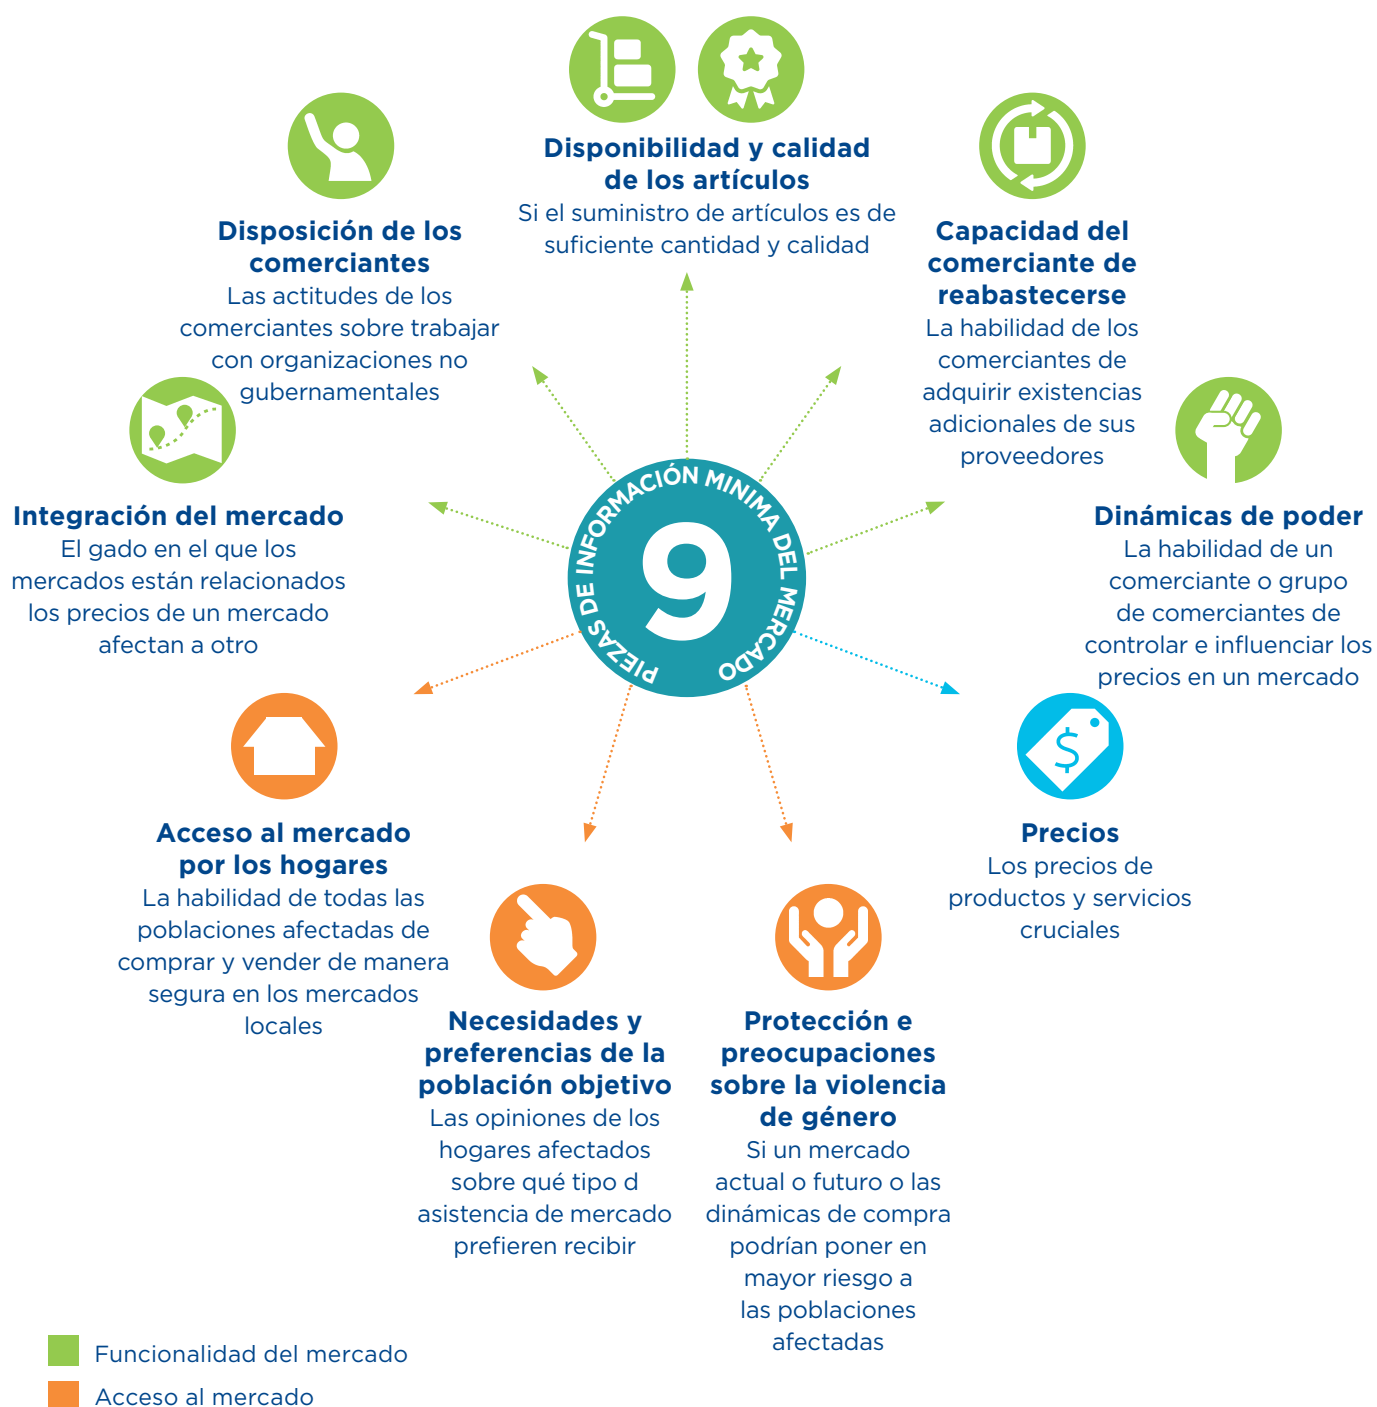 Disponibilidad y calidad
de los artículos
Si el suministro de artículos es de
suficiente cantidad y calidad
Disposición de los
comerciantes
Las actitudes de los
comerciantes sobre trabajar
con organizaciones no
gubernamentales
Capacidad del
comerciante de
reabastecerse
La habilidad de los
comerciantes de
adquirir existencias
adicionales de sus
proveedores
Integración del mercado
El gado en el que los
mercados están relacionados
los precios de un mercado
afectan a otro
PIEZAS DE INFORMACIÓN MINIMA DEL MERCADO
9
Dinámicas de poder
La habilidad de un
comerciante o grupo
de comerciantes de
controlar e influenciar los
precios en un mercado
Acceso al mercado
por los hogares
La habilidad de todas las
poblaciones afectadas de
comprar y vender de manera
segura en los mercados
locales
$
Precios
Los precios de
productos y servicios
cruciales
Necesidades y
preferencias de la
población objetivo
Las opiniones de los
hogares afectados
sobre qué tipo d
asistencia de mercado
prefieren recibir
Protección e
preocupaciones
sobre la violencia
de género
Si un mercado
actual o futuro o las
dinámicas de compra
podrían poner en
mayor riesgo a
las poblaciones
afectadas
Funcionalidad del mercado
Acceso al mercado